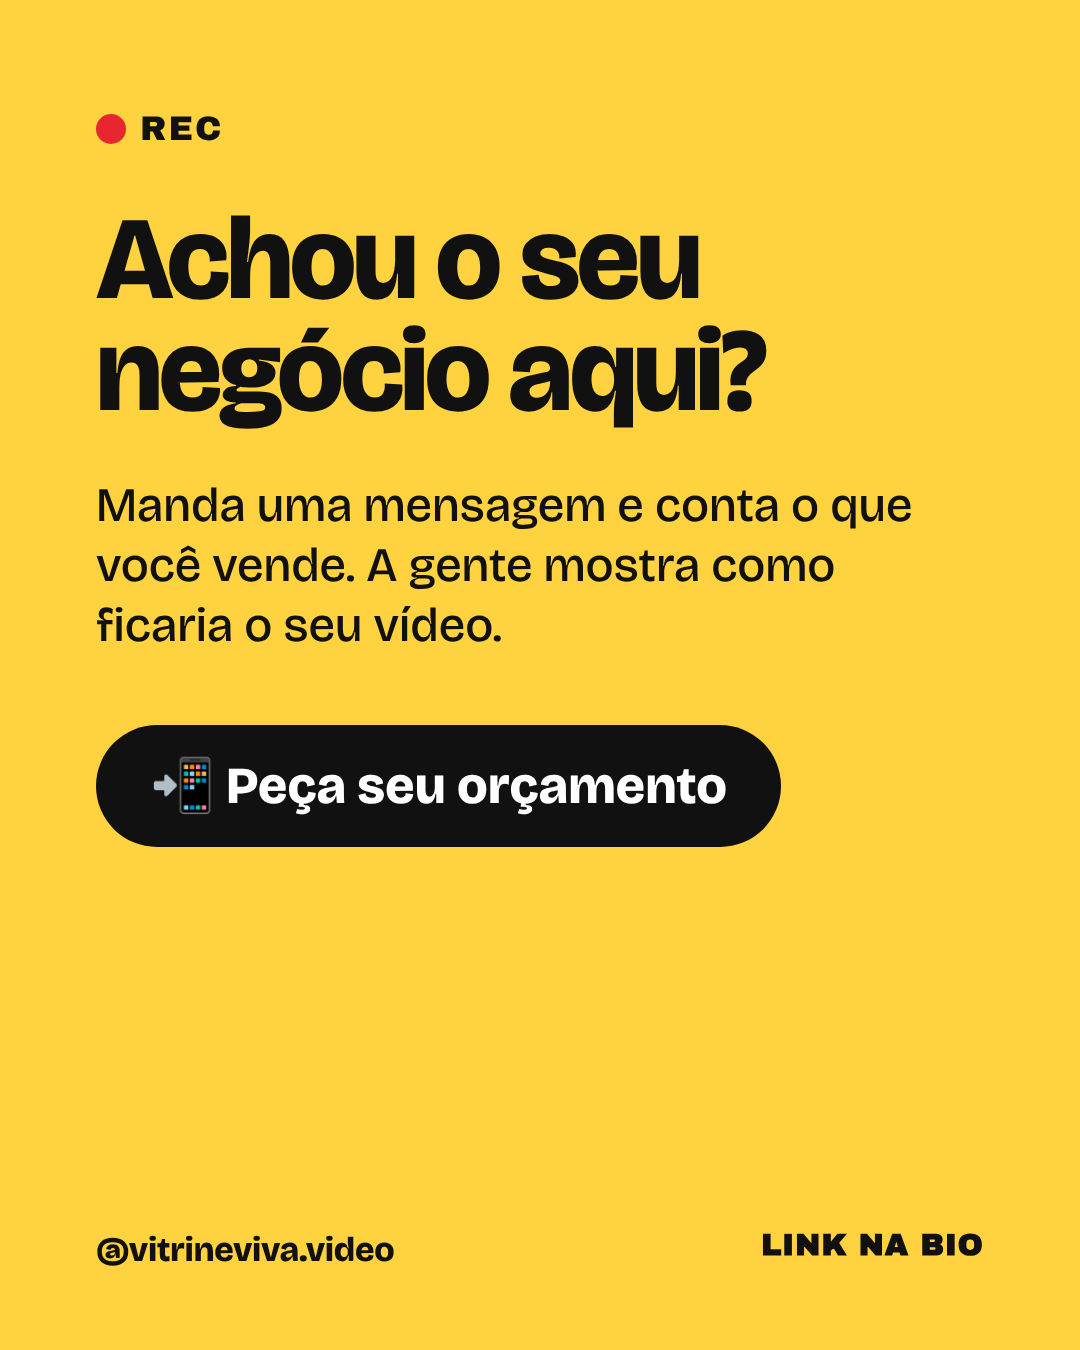 REC
Achou o seu
negócio aqui?
Manda uma mensagem e conta o que
você vende. A gente mostra como
ficaria o seu vídeo.
📲 Peça seu orçamento
@vitrineviva.video
LINK NA BIO